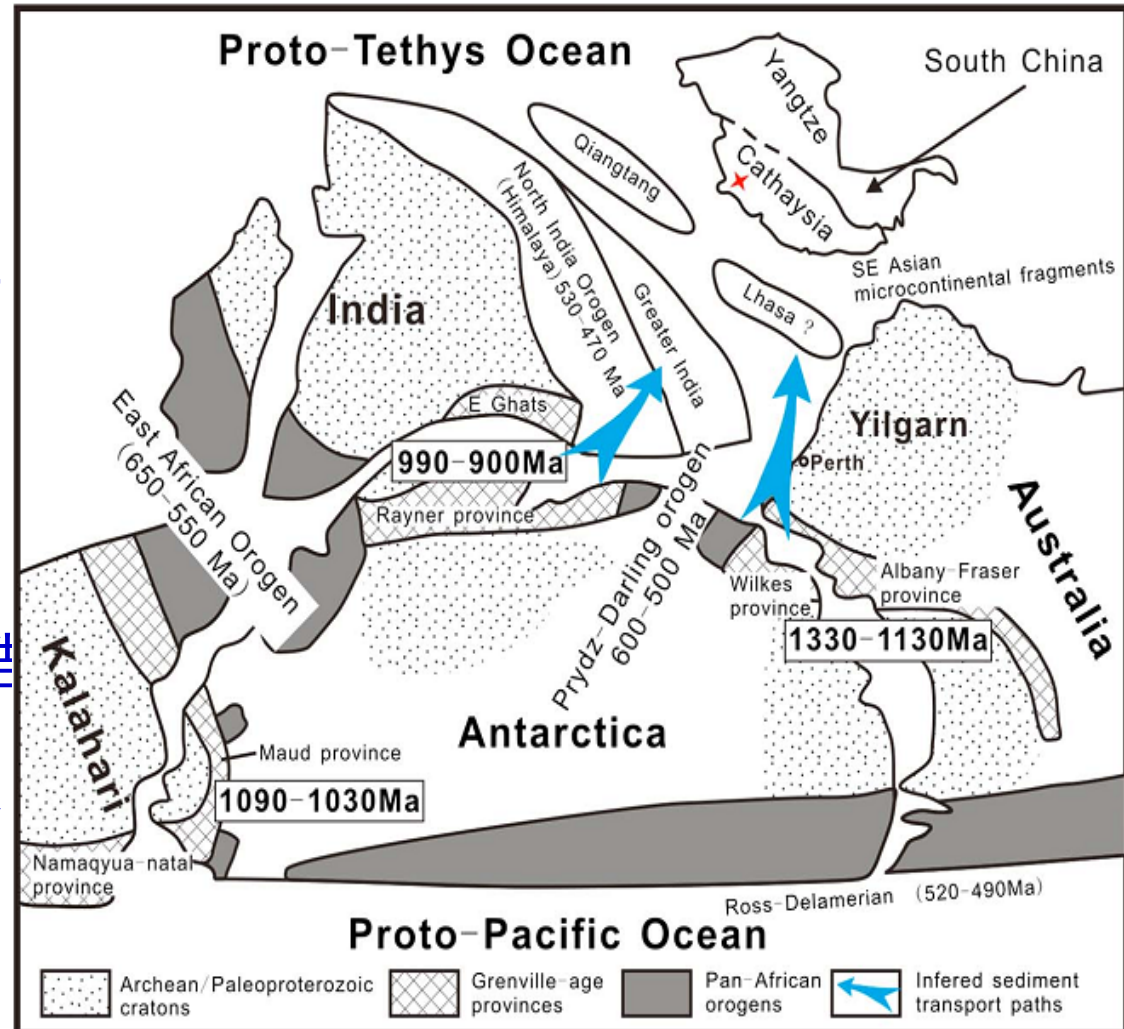 Proto-Tethys Ocean
South China
Yangtze
Cathaysia
Qiangtang
North India Orogen
(Himalaya) 530-470 Ma
Greater India
SE Asian
microcontinental fragments
Lhasa ?
India
E Ghats
Yilgarn
Perth
990-900Ma
Australia
East African Orogen
(650-550 Ma)
Rayner province
Prydz-Darling orogen
600-500 Ma
Wilkes
province
Albany-Fraser
province
1330-1130Ma
Kalahari
Antarctica
Maud province
1090-1030Ma
Namaqyua-natal
province
Ross-Delamerian (520-490Ma)
Proto-Pacific Ocean
Archean/Paleoproterozoic
cratons
Grenville-age
provinces
Pan-African
orogens
Infered sediment
transport paths